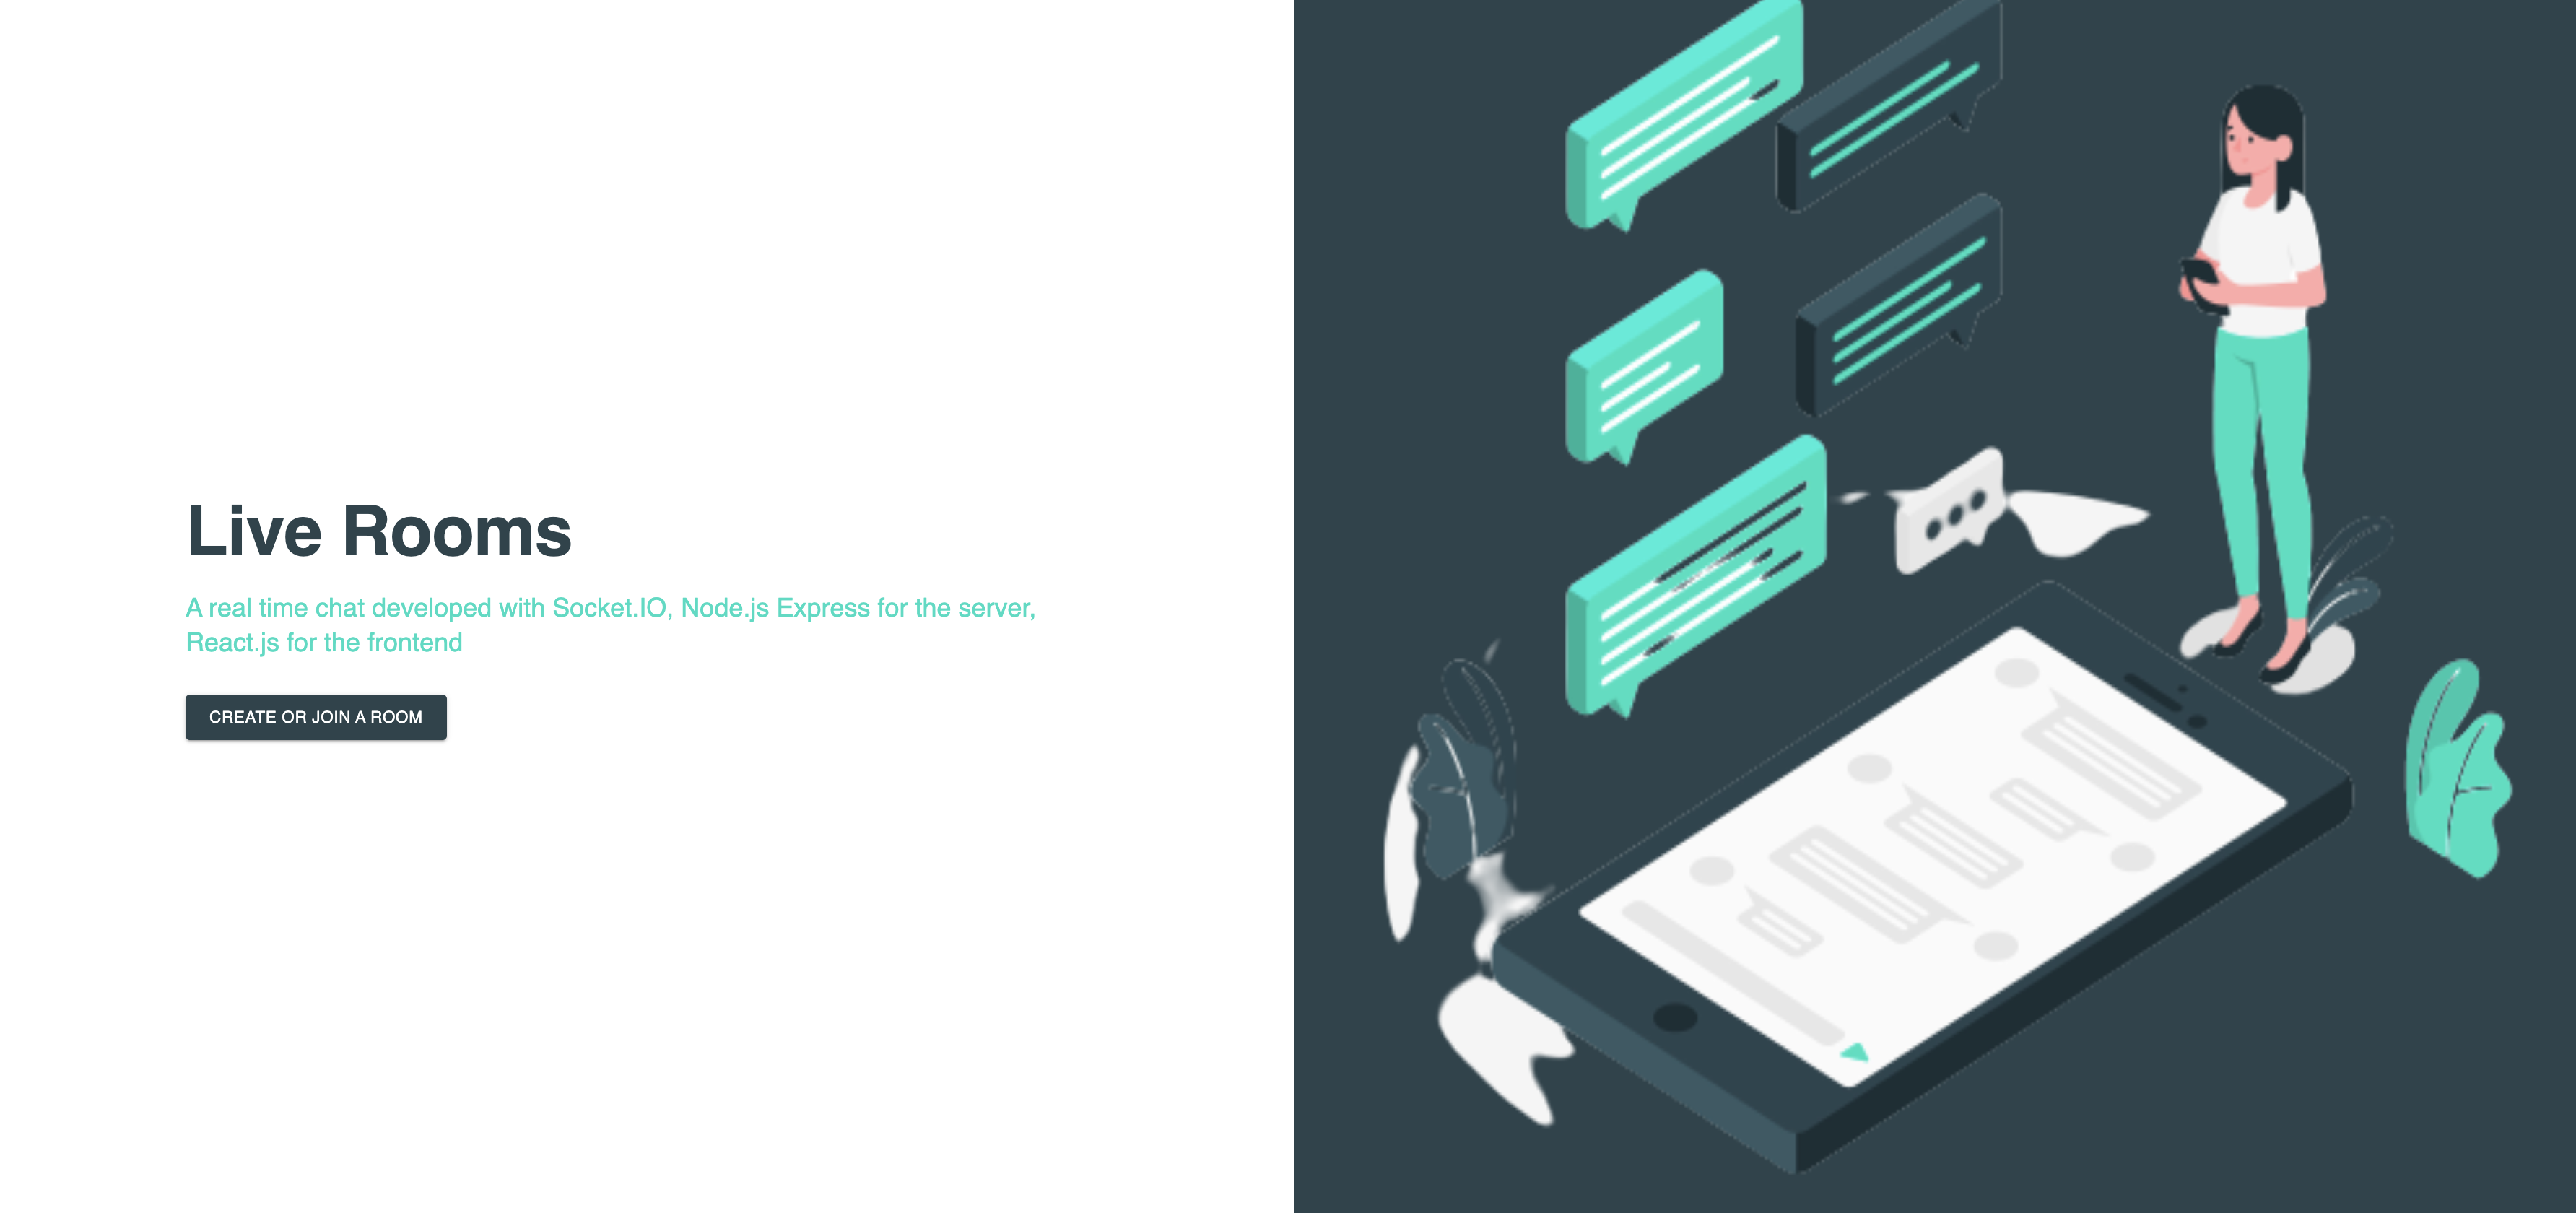 Live Rooms
A real time chat developed with Socket.IO, Node.js Express for the server,
React.js for the frontend
CREATE OR JOIN A ROOM